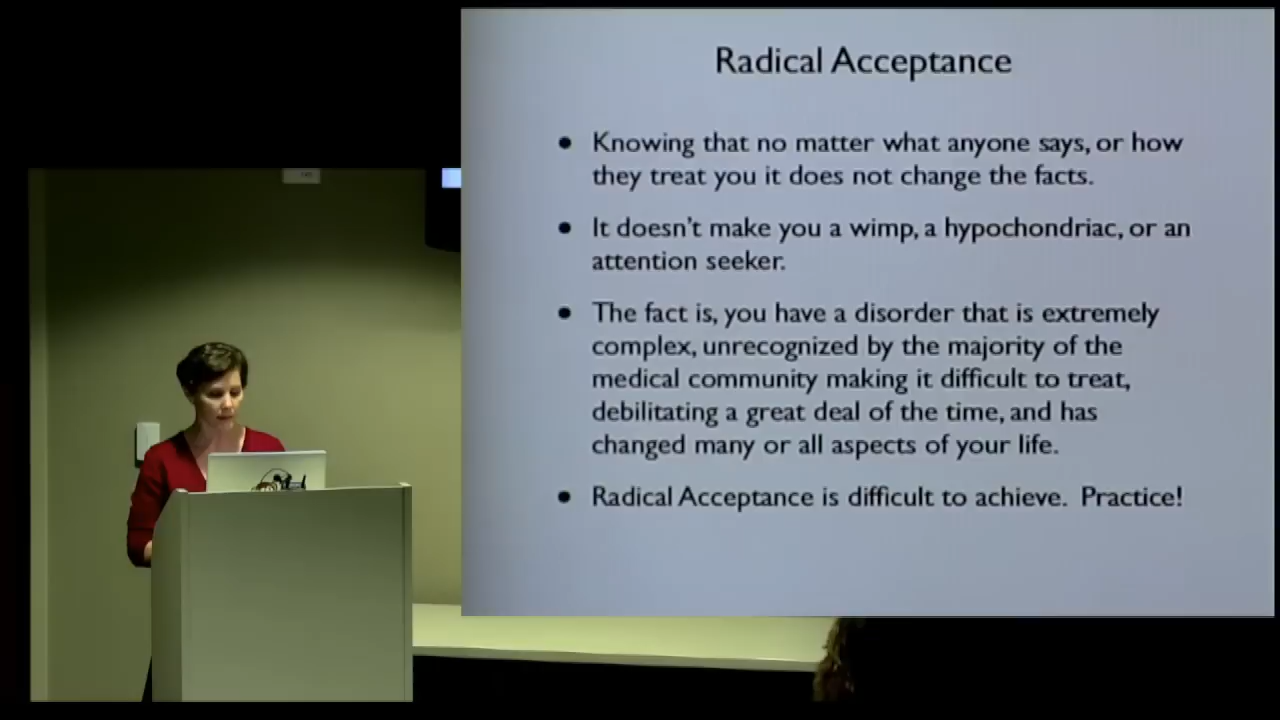 Radical Acceptance
● Knowing that no matter what anyone says, or how
they treat you it does not change the facts.
● It doesn't make you a wimp, a hypochondriac, or an
attention seeker.
● The fact is, you have a disorder that is extremely
complex, unrecognized by the majority of the
medical community making it difficult to treat,
debilitating a great deal of the time, and has
changed many or all aspects of your life.
● Radical Acceptance is difficult to achieve.  Practice!